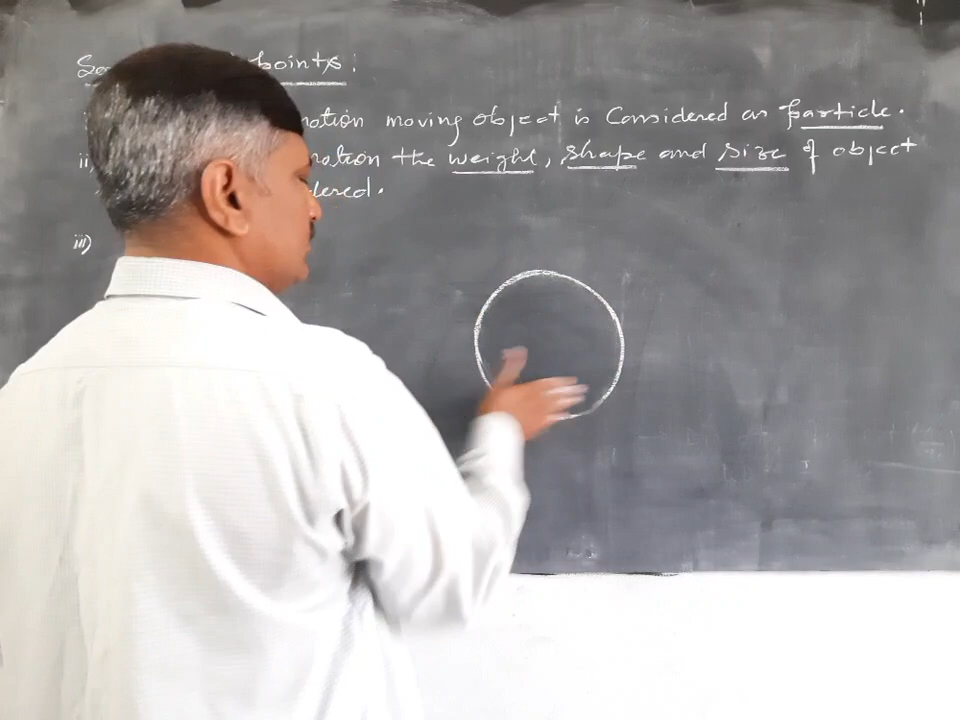 points:
motion moving object is Considered as particle.
ii) motion the weight, shape and size of object
dered.
iii)